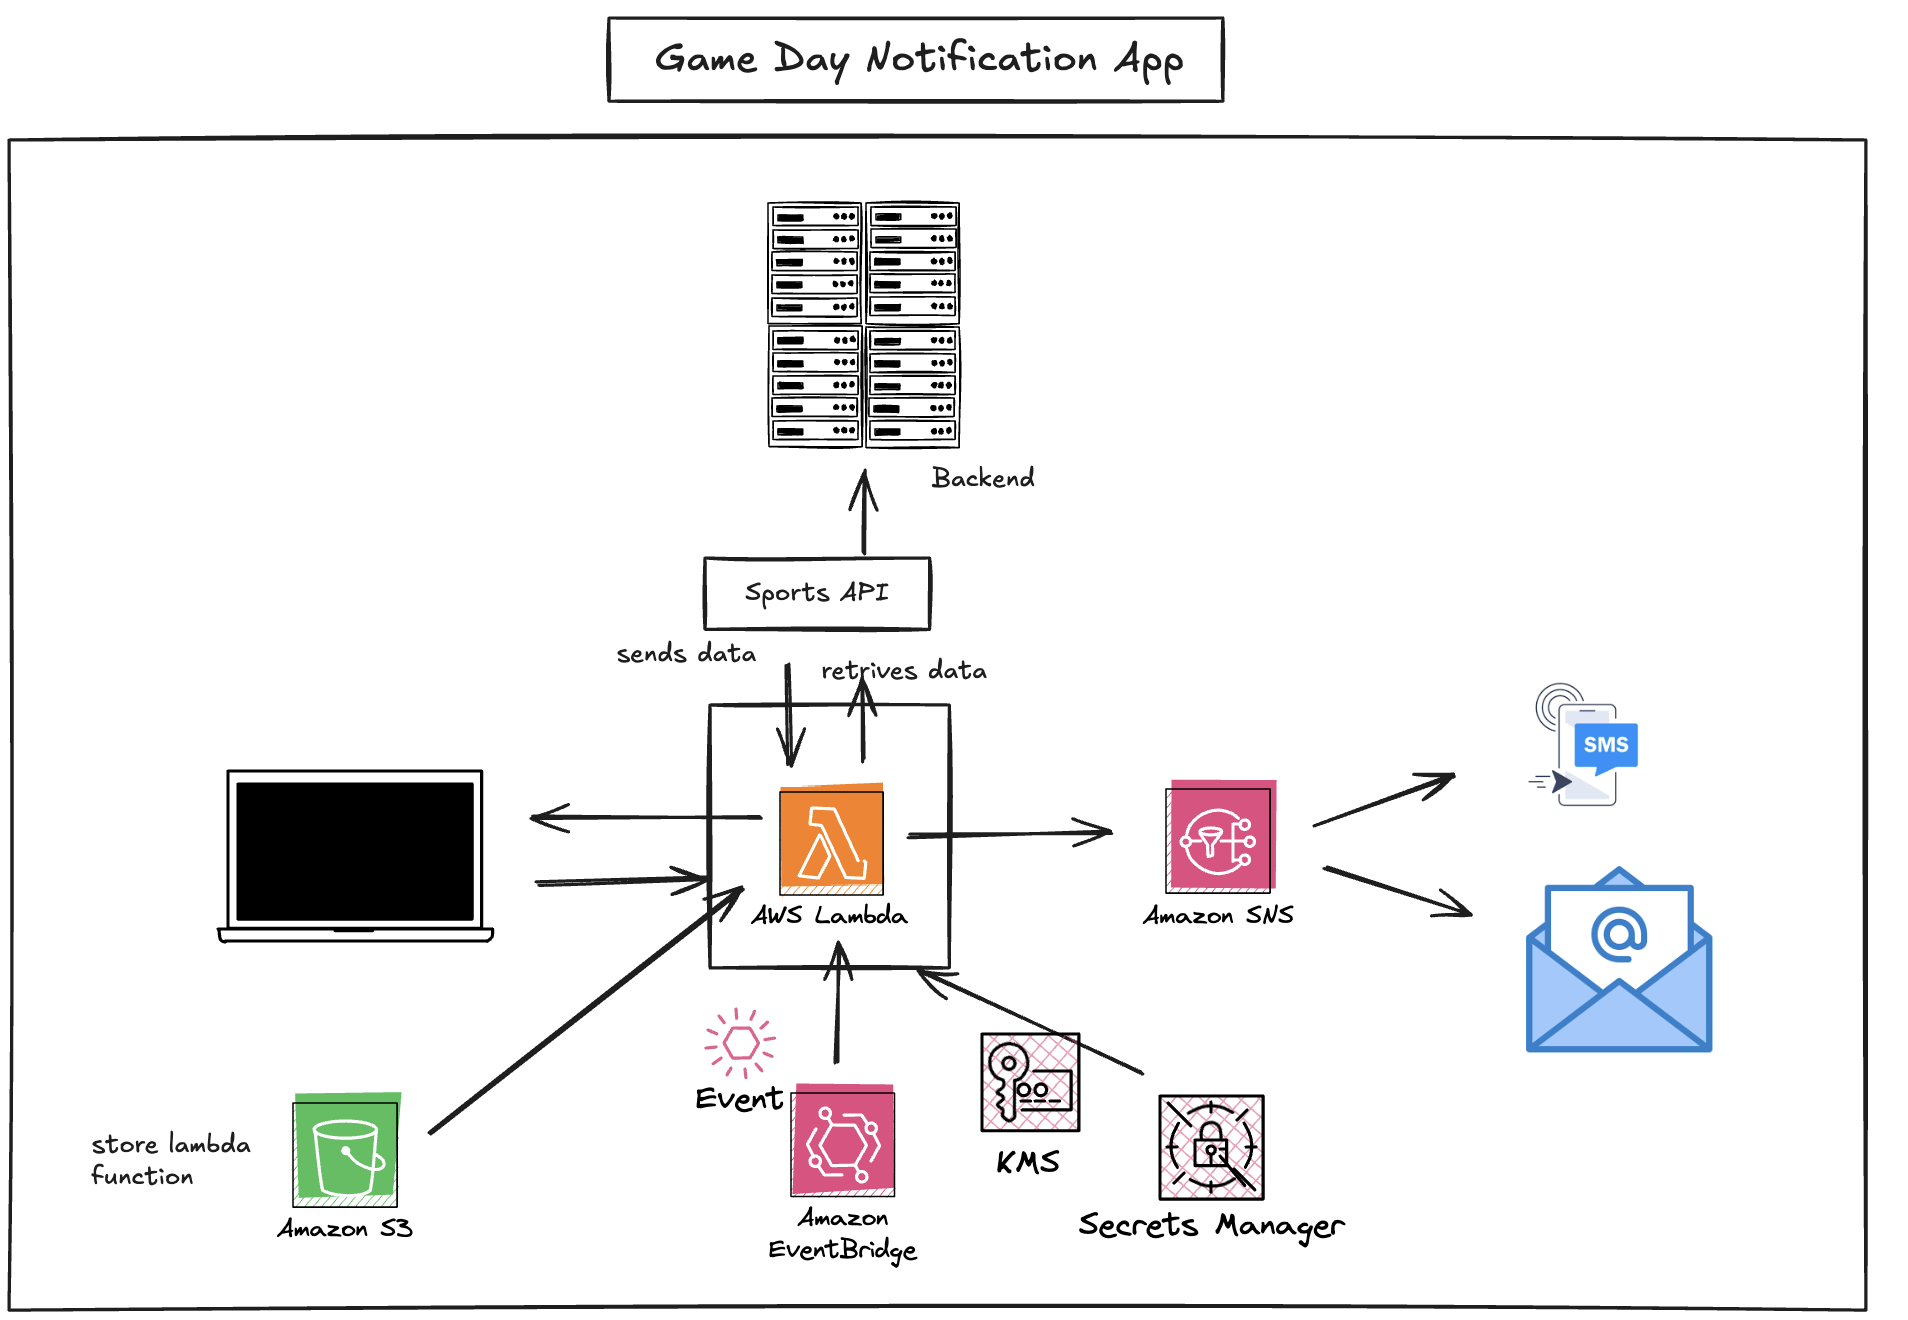 Game Day Notification App
Backend
Sports API
sends data
retrives data
SMS
@
AWS Lambda
Amazon SNS
Event
store lambda
function
KMS
Amazon S3
Amazon
EventBridge
Secrets Manager